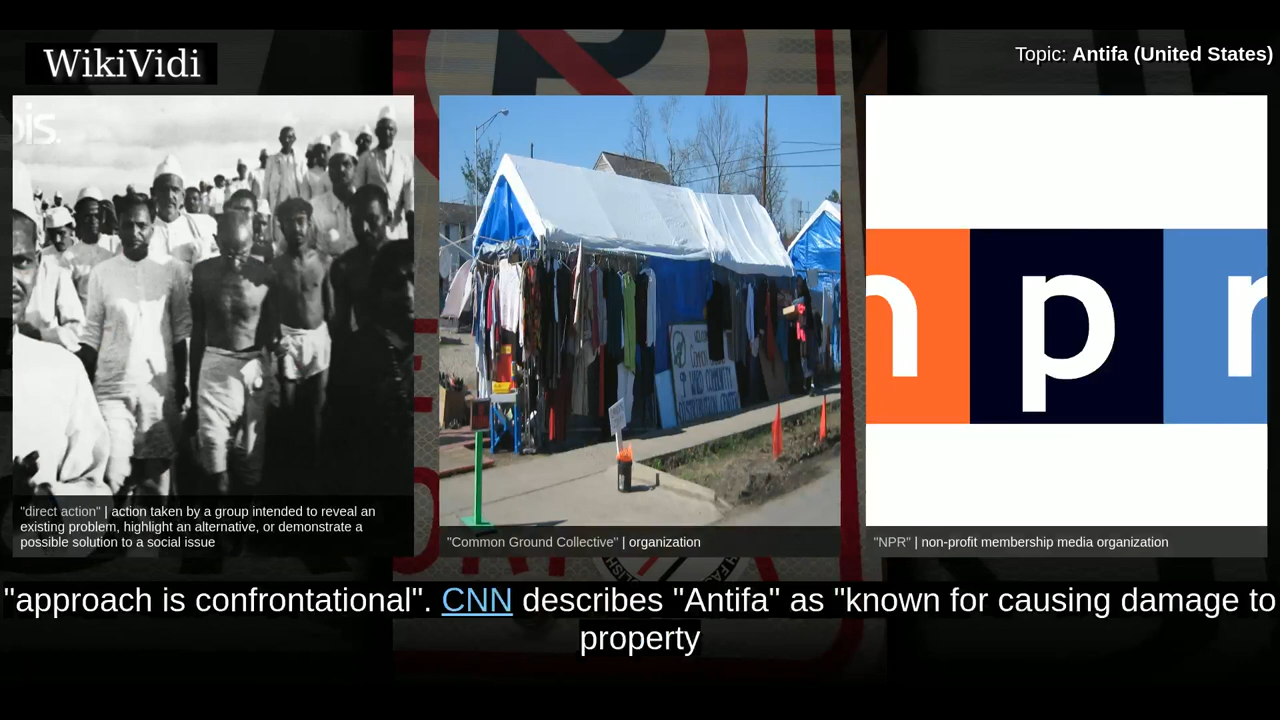 WikiVidi
Topic: Antifa (United States)
is.
n p r
"direct action" | action taken by a group intended to reveal an
existing problem, highlight an alternative, or demonstrate a
possible solution to a social issue
"Common Ground Collective" | organization
"NPR" | non-profit membership media organization
"approach is confrontational". CNN describes "Antifa" as "known for causing damage to
property